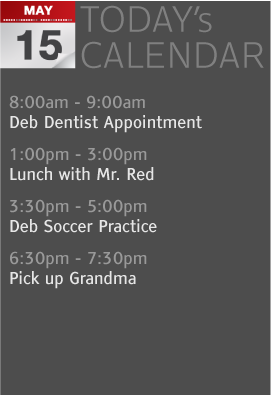 MAY
15
TODAY's
CALENDAR
8:00am - 9:00am
Deb Dentist Appointment
1:00pm - 3:00pm
Lunch with Mr. Red
3:30pm - 5:00pm
Deb Soccer Practice
6:30pm - 7:30pm
Pick up Grandma